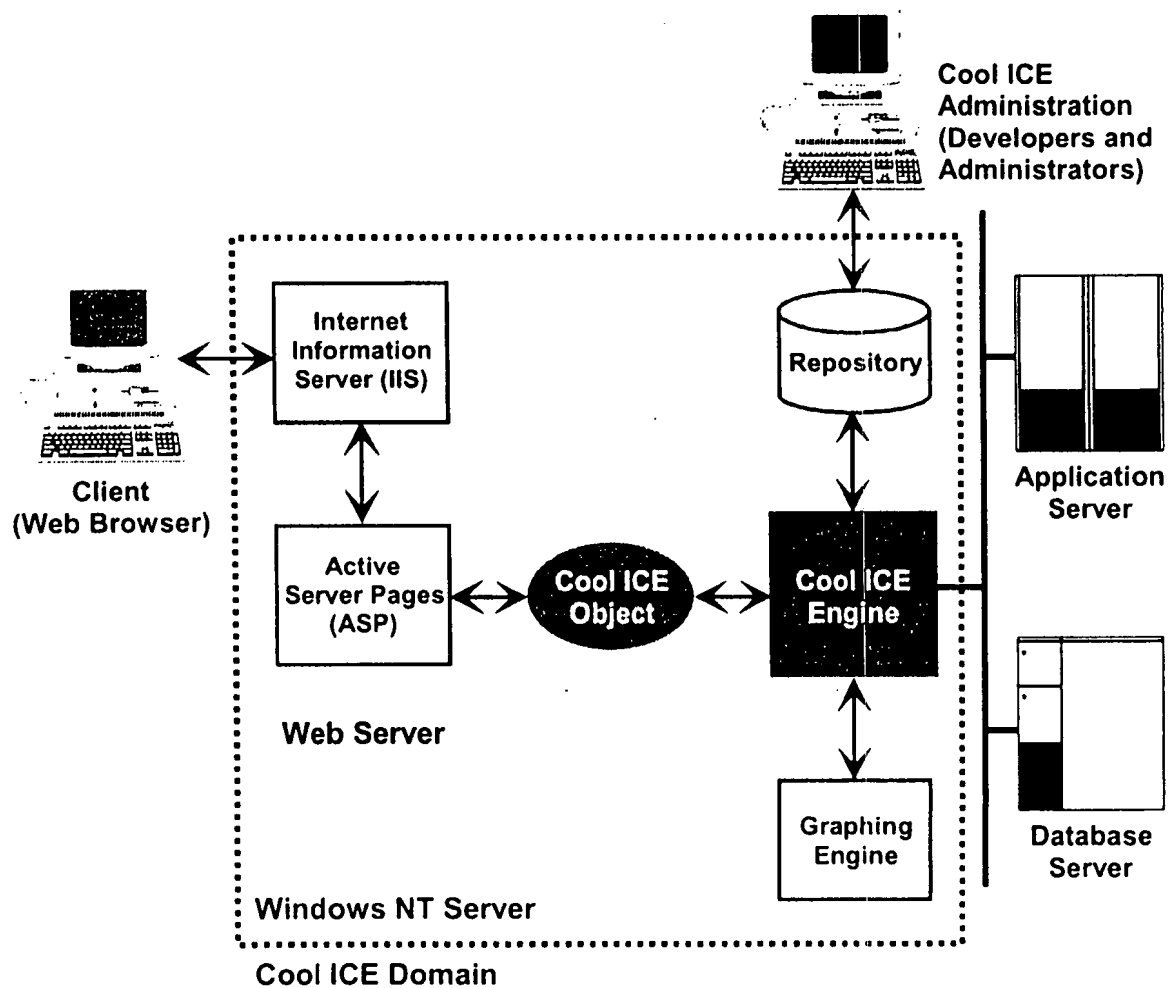 Cool ICE
Administration
(Developers and
Administrators)
Internet
Information
Server (IIS)
Repository
Client
(Web Browser)
Application
Server
Active
Server Pages
(ASP)
Cool ICE
Object
Cool ICE
Engine
Web Server
Graphing
Engine
Database
Server
Windows NT Server
Cool ICE Domain